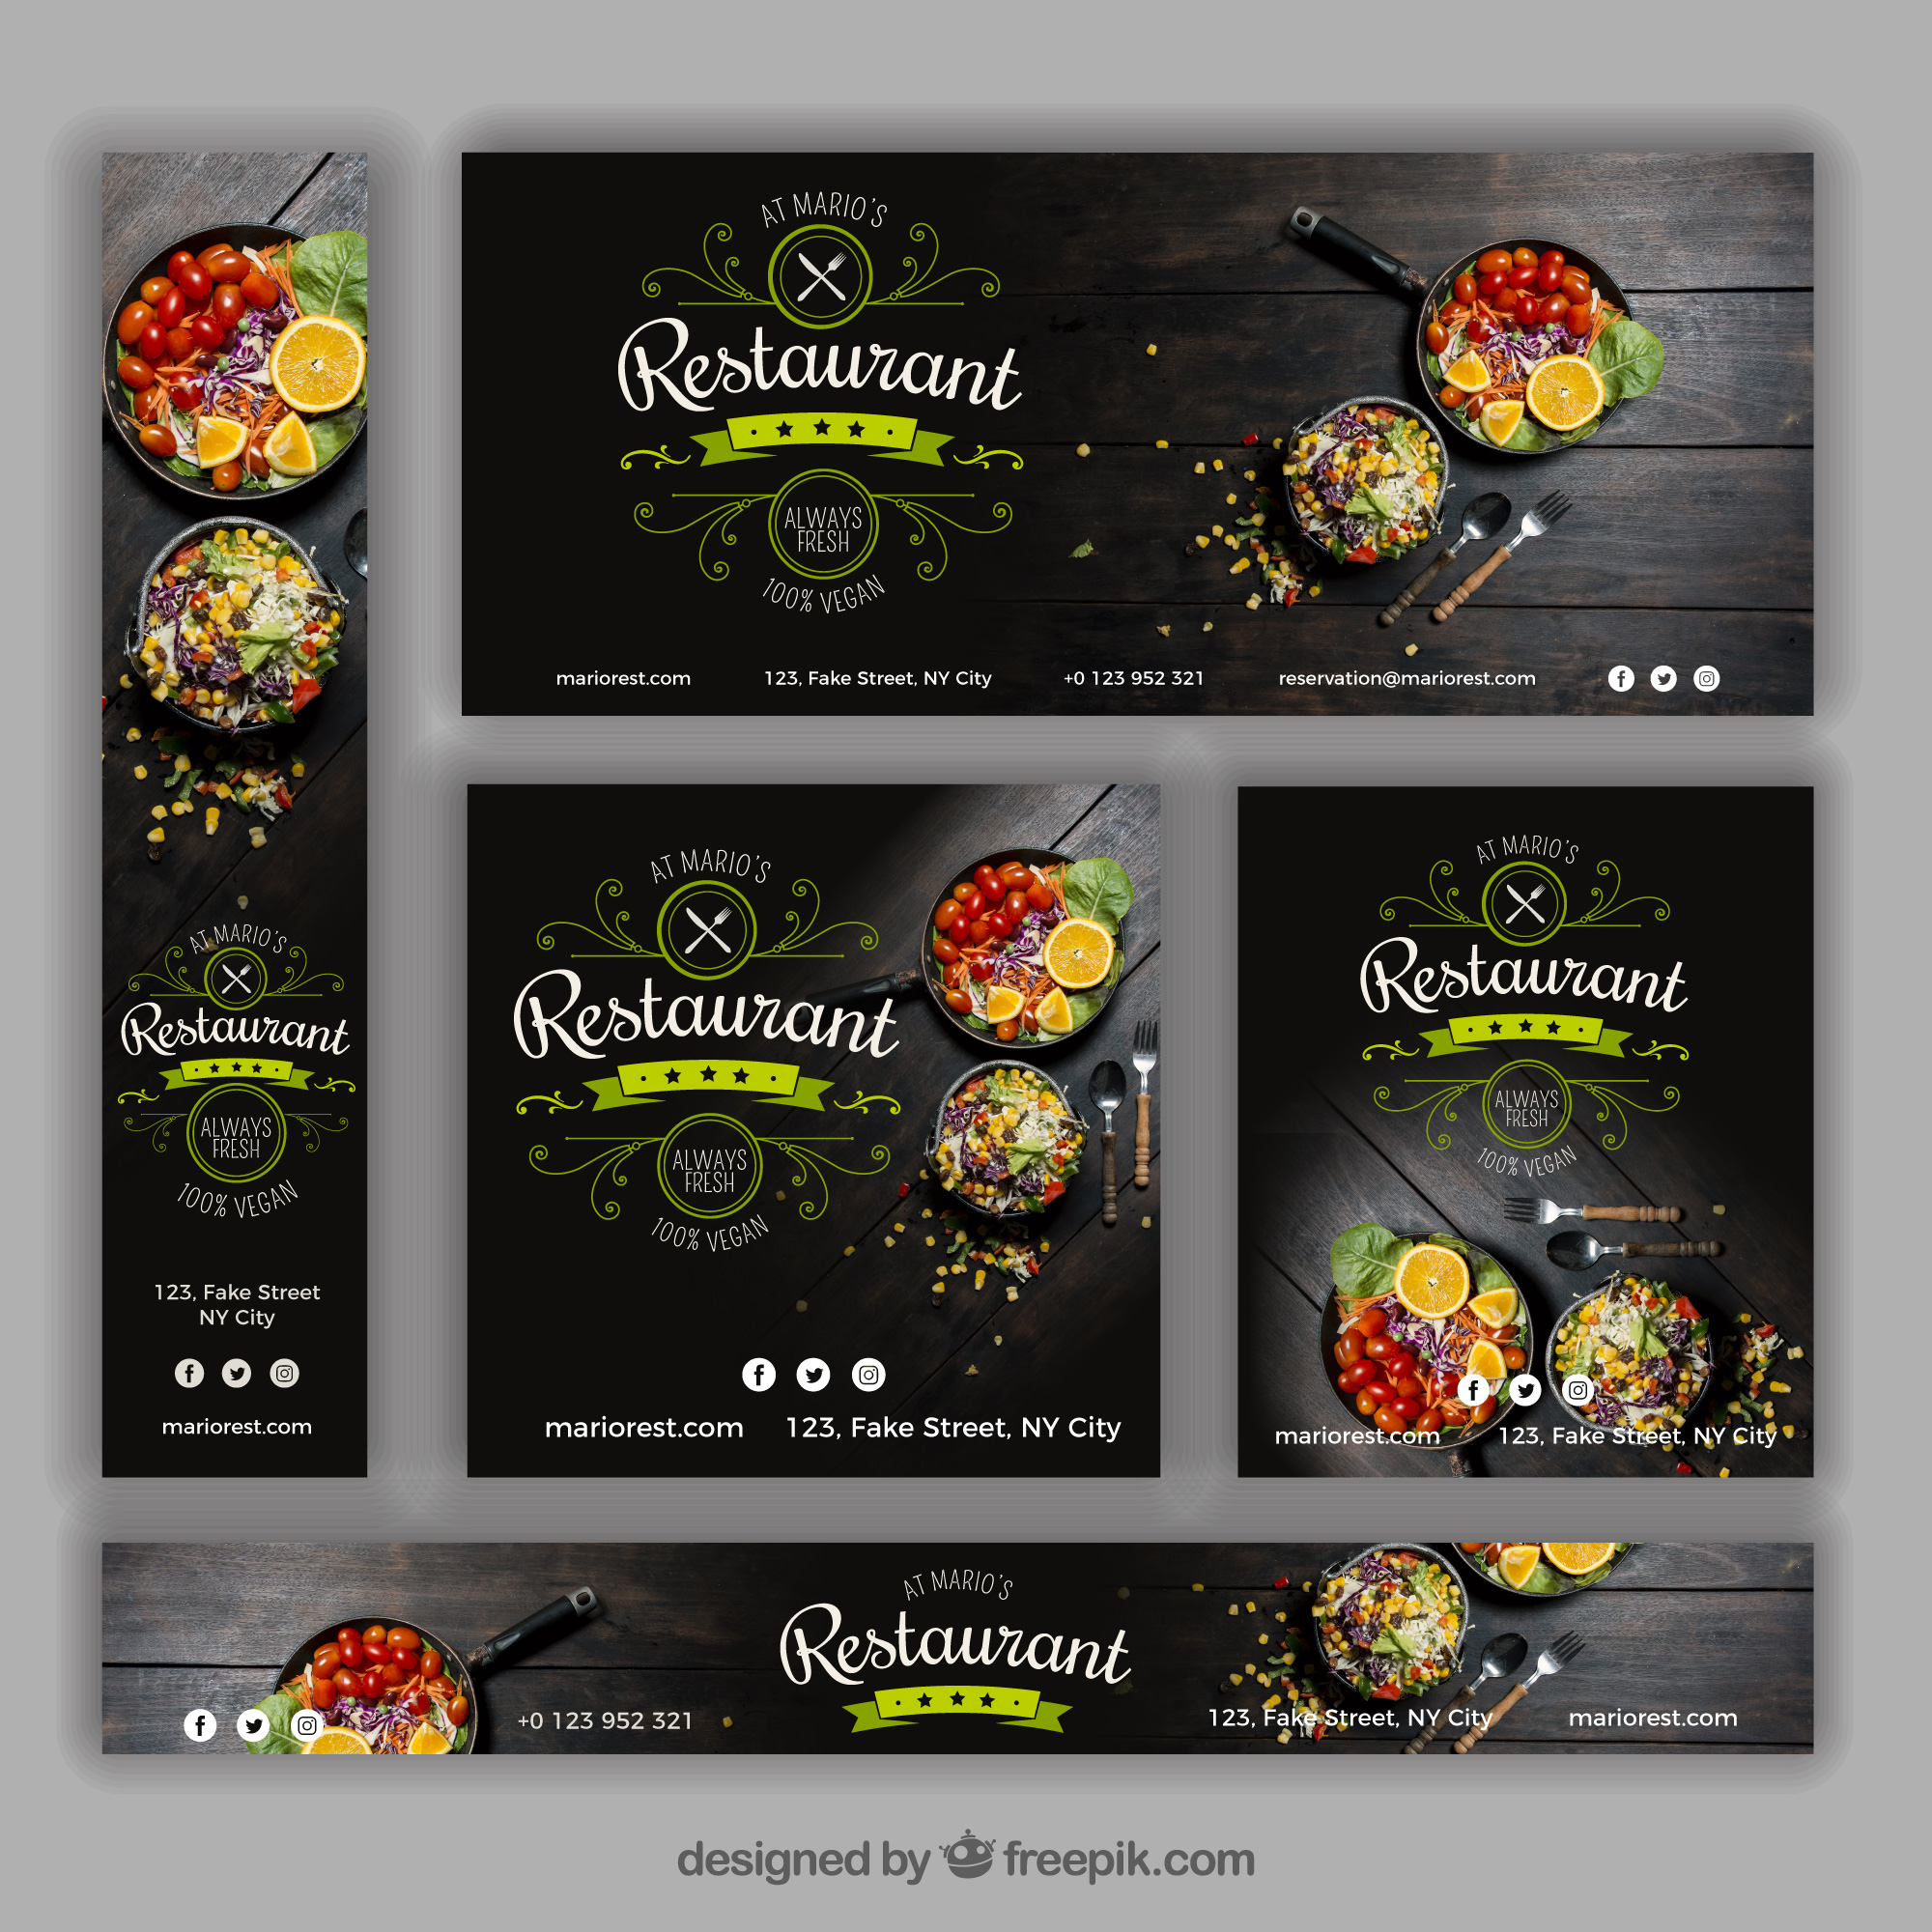 AT MARIO'S
Restaurant
ALWAYS
FRESH
100% VEGAN
123, Fake Street
NY City
mariorest.com
AT MARIO'S
Restaurant
ALWAYS
FRESH
100% VEGAN
mariorest.com 123, Fake Street, NY City +0 123 952 321 reservation@mariorest.com
AT MARIO'S
Restaurant
ALWAYS
FRESH
100% VEGAN
mariorest.com 123, Fake Street, NY City
AT MARIO'S
Restaurant
ALWAYS
FRESH
100% VEGAN
mariorest.com 123, Fake Street, NY City
AT MARIO'S
Restaurant
+0 123 952 321 123, Fake Street, NY City mariorest.com
designed by freepik.com